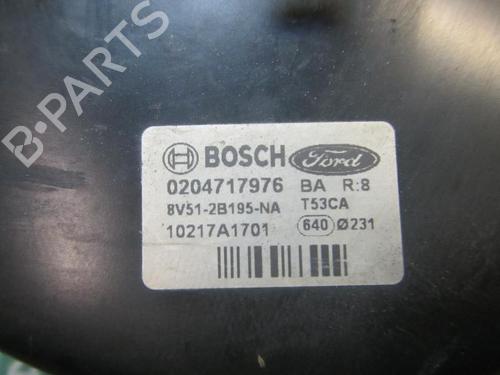 B-PARTS
BOSCH Ford
0204717976 BA R:8
8V51-2B195-NA T53CA
10217A1701 640 Ø231